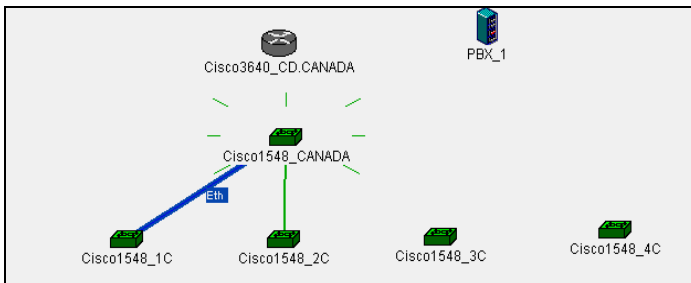 PBX_1
Cisco3640_CD.CANADA
Cisco1548_CANADA
Eth
Cisco1548_1C
Cisco1548_2C
Cisco1548_3C
Cisco1548_4C